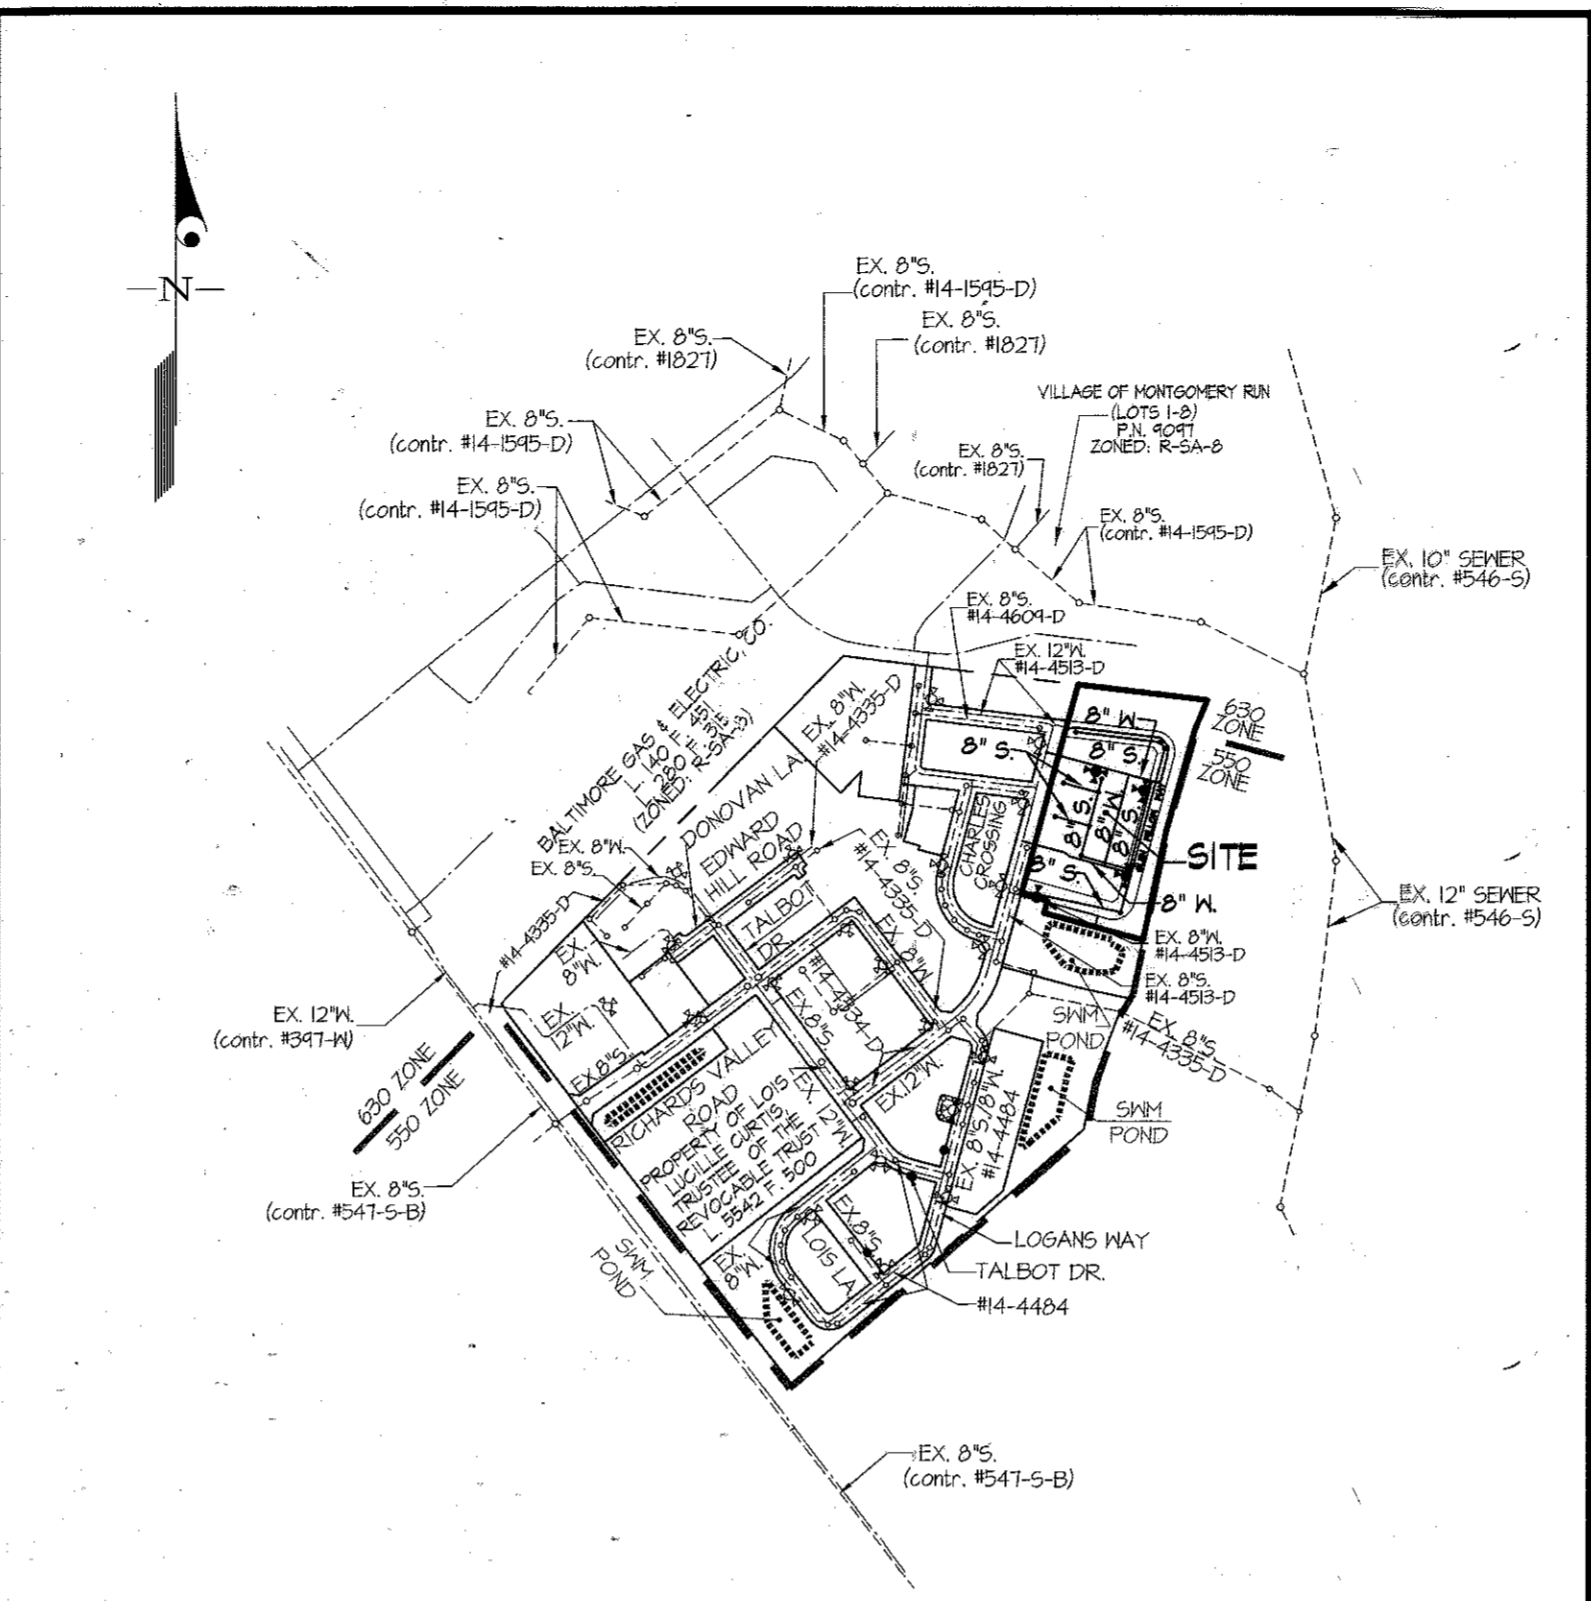 N
EX. 8"S.
(contr. #14-1595-D)
EX. 8"S.
(contr. #1827)
EX. 8"S.
(contr. #1827)
EX. 8"S.
(contr. #14-1595-D)
EX. 8"S.
(contr. #14-1595-D)
VILLAGE OF MONTGOMERY RUN
(LOTS 1-8)
P.N. 9097
ZONED: R-SA-8
EX. 8"S.
(contr. #1827)
EX. 8"S.
(contr. #14-1595-D)
EX. 10" SEWER
(contr. #546-S)
EX. 8"S.
#14-4609-D
EX. 12"W.
#14-4513-D
BALTIMORE GAS & ELECTRIC, CO.
L. 140 F. 451
L. 280 F. 315
(ZONED: R-SA-8)
EX. 8"W.
#14-4335-D
630
ZONE
550
ZONE
8" W.
8" S.
8" S.
8" S.
8" W.
8" S.
8" S.
8" W.
SITE
CHARLES
CROSSING
DONOVAN LA.
EDWARD
HILL ROAD
EX. 8"W.
EX. 8"S.
TALBOT
DR.
EX. 8"S.
#14-4335-D
EX. 8"W.
#14-4335-D
EX.
8"W.
EX.
12"W.
EX. 12" SEWER
(contr. #546-S)
EX. 8"W.
#14-4513-D
EX. 8"S.
#14-4513-D
SWM
POND
EX. 8"S.
#14-4335-D
EX. 12"W.
(contr. #397-W)
630 ZONE
550 ZONE
EX.8"S.
EX.8"S
#14-4334-D
EX.12"W.
EX. 8"S./8"W.
#14-4484
SWM
POND
RICHARDS VALLEY
ROAD
EX. 12"W.
PROPERTY OF LOIS
LUCILLE CURTIS,
TRUSTEE OF THE
REVOCABLE TRUST
L. 5542 F. 500
EX. 8"S.
(contr. #547-S-B)
SWM
POND
EX.
8"W.
LOIS LA.
EX.8"S.
LOGANS WAY
TALBOT DR.
#14-4484
EX. 8"S.
(contr. #547-S-B)